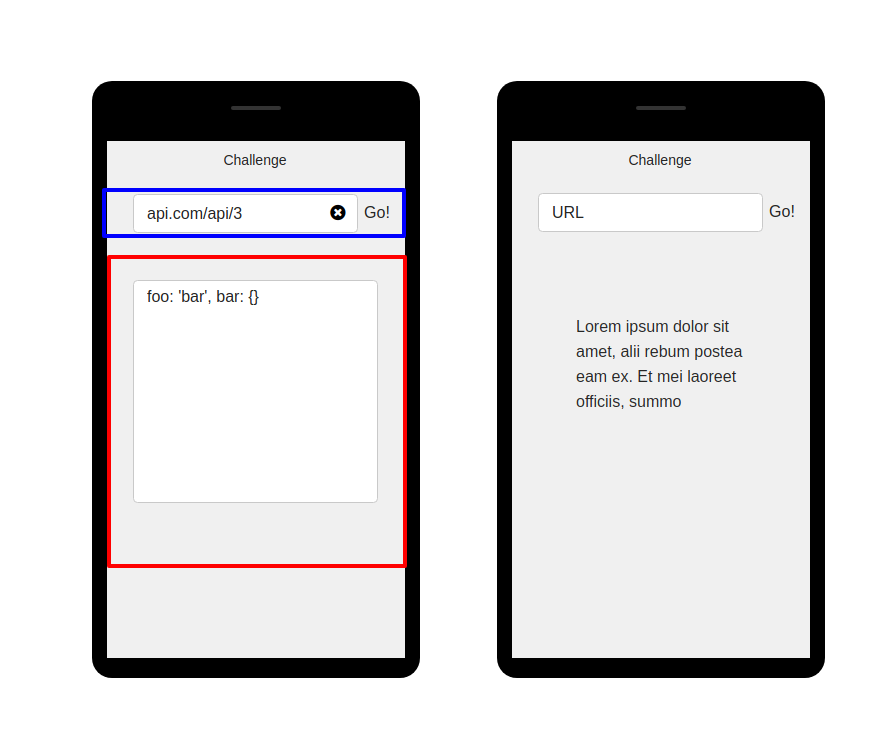 Challenge
api.com/api/3
Go!
foo: 'bar', bar: {}
Challenge
URL
Go!
Lorem ipsum dolor sit
amet, alii rebum postea
eam ex. Et mei laoreet
officiis, summo